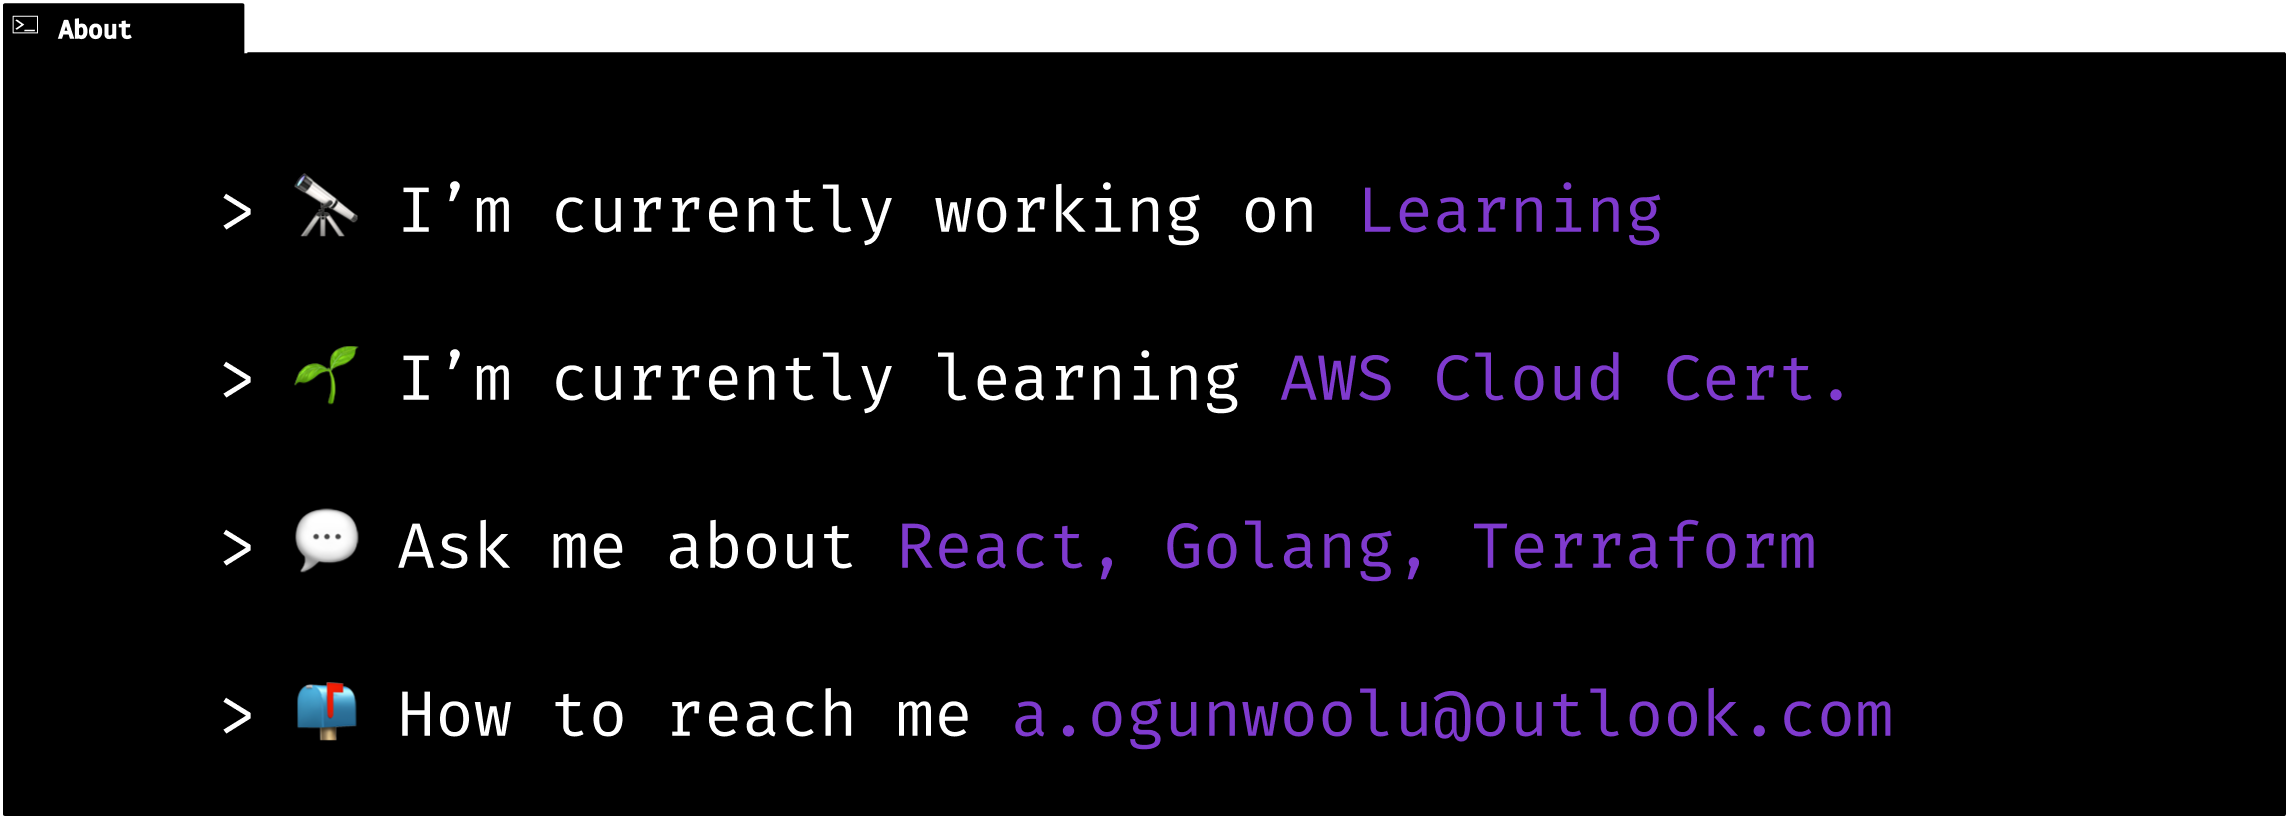 About
> 🔭 I’m currently working on Learning
> 🌱 I’m currently learning AWS Cloud Cert.
> 💬 Ask me about React, Golang, Terraform
> 📫 How to reach me a.ogunwoolu@outlook.com